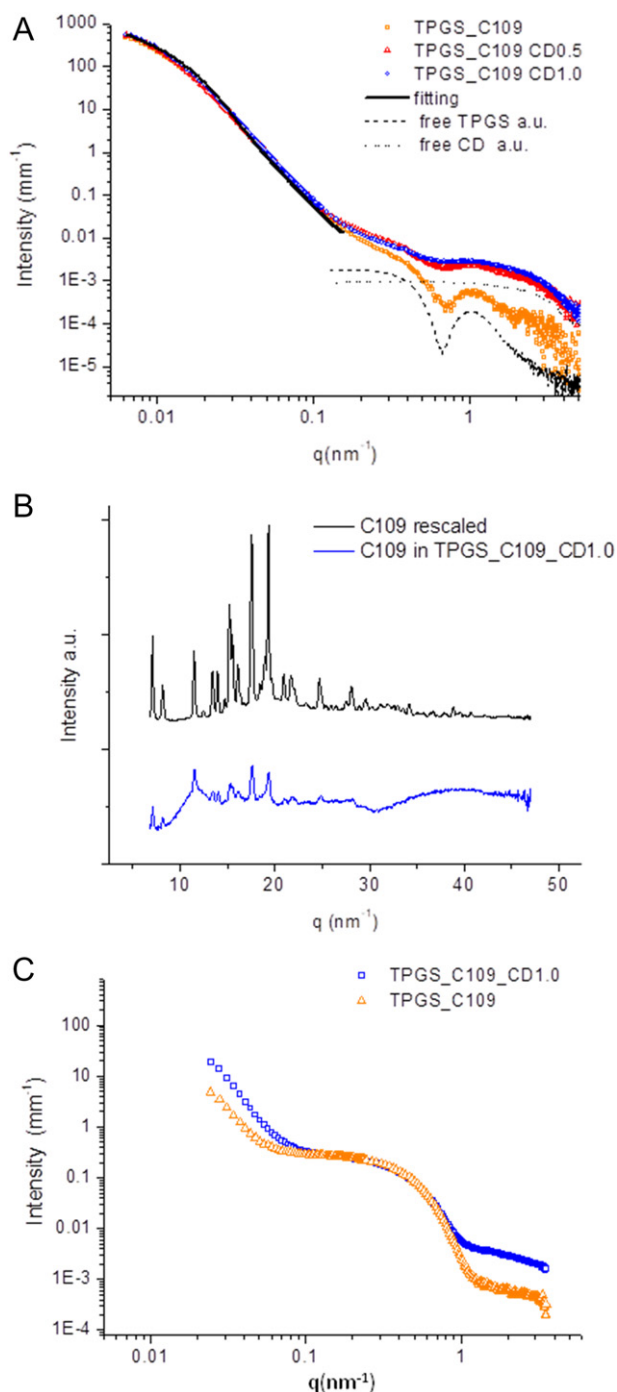 A
TPGS_C109
TPGS_C109 CD0.5
TPGS_C109 CD1.0
fitting
free TPGS a.u.
free CD a.u.
Intensity (mm⁻¹)
1000
100
10
1
0.1
0.01
1E-3
1E-4
1E-5
0.01 0.1 1
q(nm⁻¹)
B
C109 rescaled
C109 in TPGS_C109_CD1.0
Intensity a.u.
10 20 30 40 50
q (nm⁻¹)
C
TPGS_C109_CD1.0
TPGS_C109
Intensity (mm⁻¹)
100
10
1
0.1
0.01
1E-3
1E-4
0.01 0.1 1
q(nm⁻¹)